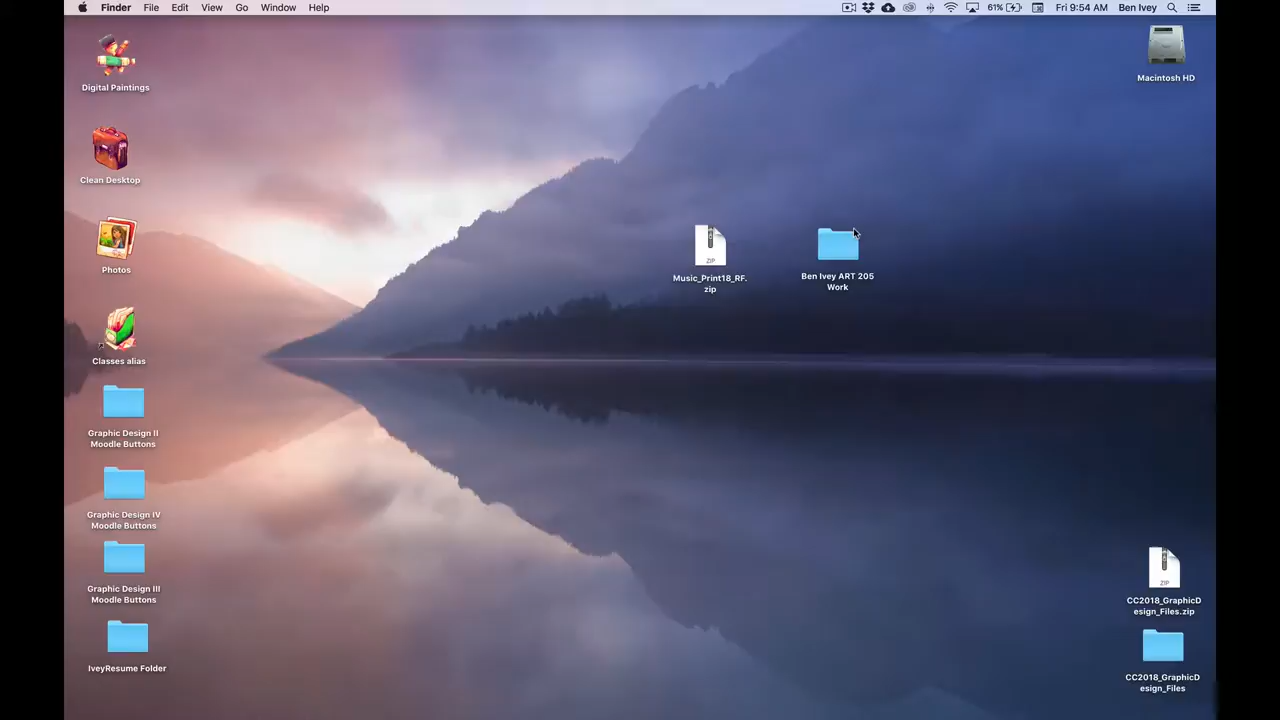 Finder File Edit View Go Window Help 61% Fri 9:54 AM Ben Ivey
Digital Paintings
Macintosh HD
Clean Desktop
Photos
Music_Print18_RF.
zip
ZIP
Ben Ivey ART 205
Work
Classes alias
Graphic Design II
Moodle Buttons
Graphic Design IV
Moodle Buttons
Graphic Design III
Moodle Buttons
IveyResume Folder
ZIP
CC2018_GraphicD
esign_Files.zip
CC2018_GraphicD
esign_Files